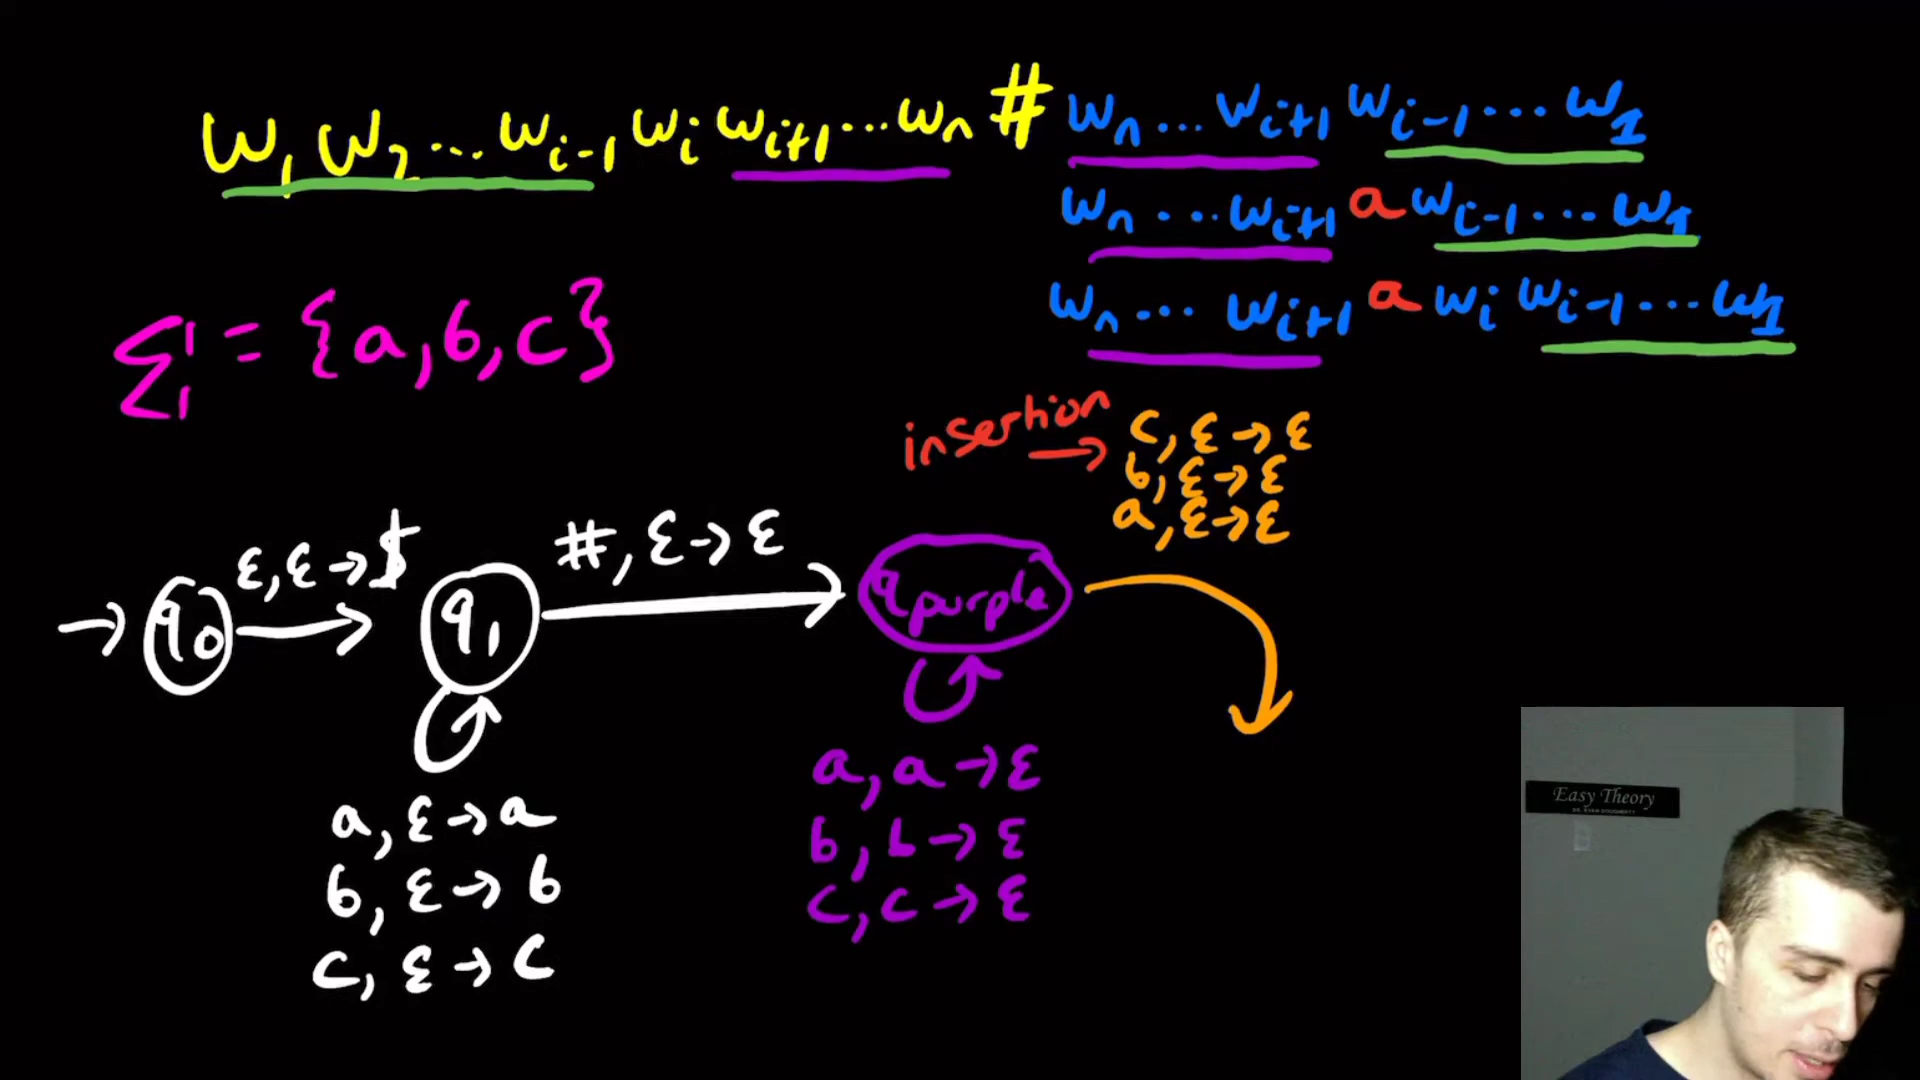 w₁ w₂ ... wᵢ₋₁ wᵢ wᵢ₊₁ ... wₙ # wₙ ... wᵢ₊₁ wᵢ₋₁ ... w₁
wₙ ... wᵢ₊₁ a wᵢ₋₁ ... w₁
wₙ ... wᵢ₊₁ a wᵢ wᵢ₋₁ ... w₁
Σ = {a, b, c}
insertion →
c, ε → ε
b, ε → ε
a, ε → ε
→ q₀
ε, ε → $
q₁
#, ε → ε
q purple
a, ε → a
b, ε → b
c, ε → c
a, a → ε
b, b → ε
c, c → ε
Easy Theory